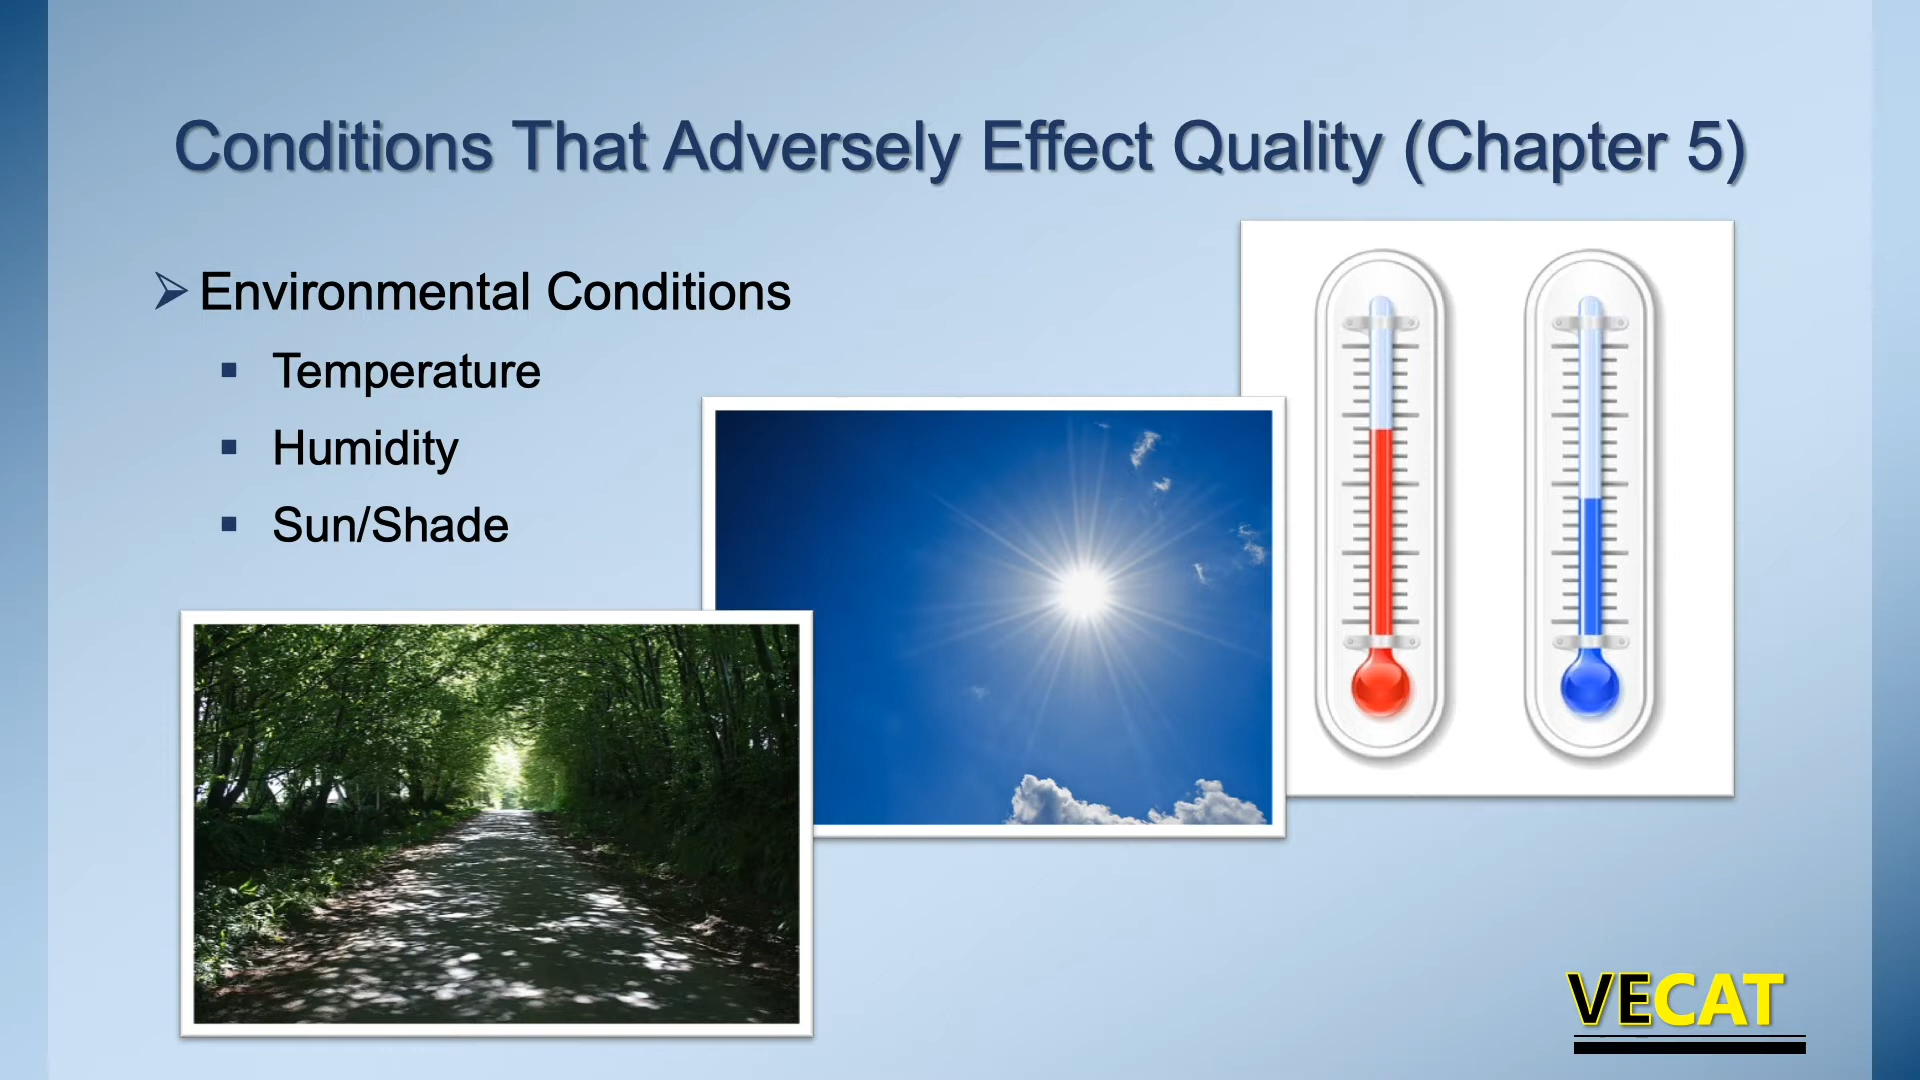 Conditions That Adversely Effect Quality (Chapter 5)
Environmental Conditions
Temperature
Humidity
Sun/Shade
VECAT